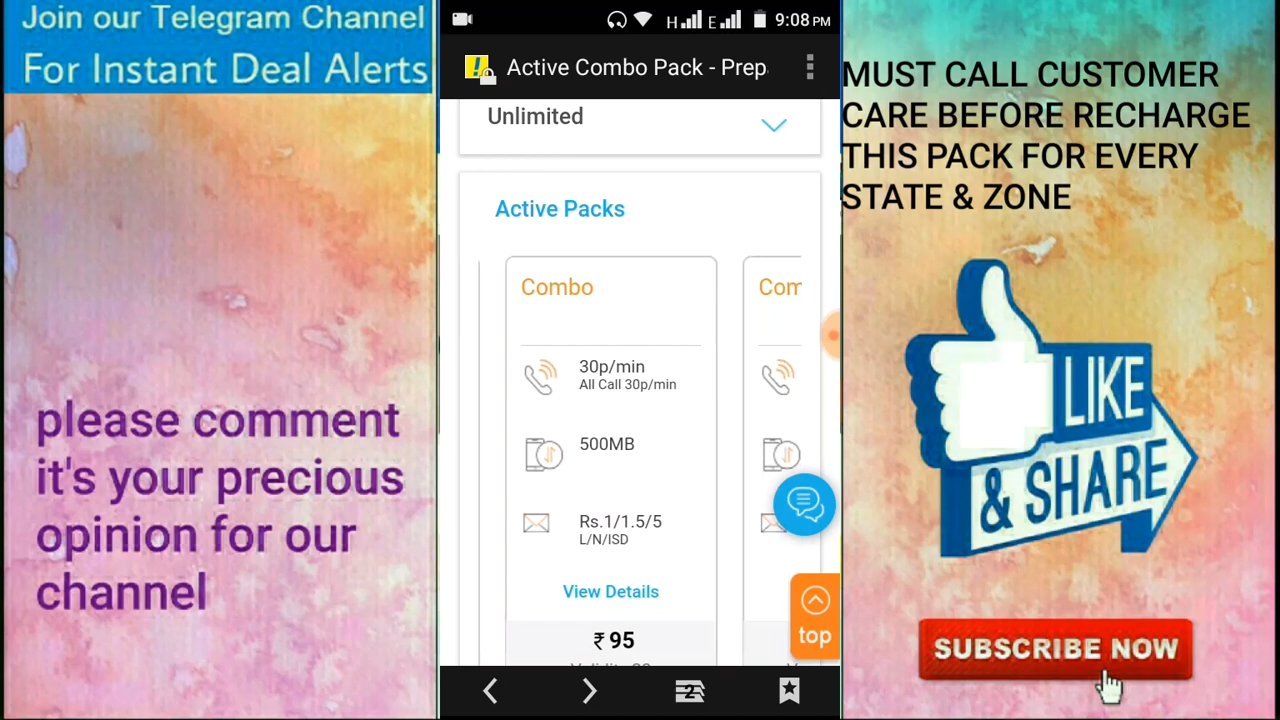 Join our Telegram Channel
For Instant Deal Alerts
please comment
it's your precious
opinion for our
channel
H E 9:08 PM
Active Combo Pack - Prep
Unlimited
Active Packs
Combo
Com
30p/min
All Call 30p/min
500MB
Rs.1/1.5/5
L/N/ISD
View Details
₹ 95
top
2
MUST CALL CUSTOMER
CARE BEFORE RECHARGE
THIS PACK FOR EVERY
STATE & ZONE
LIKE
& SHARE
SUBSCRIBE NOW